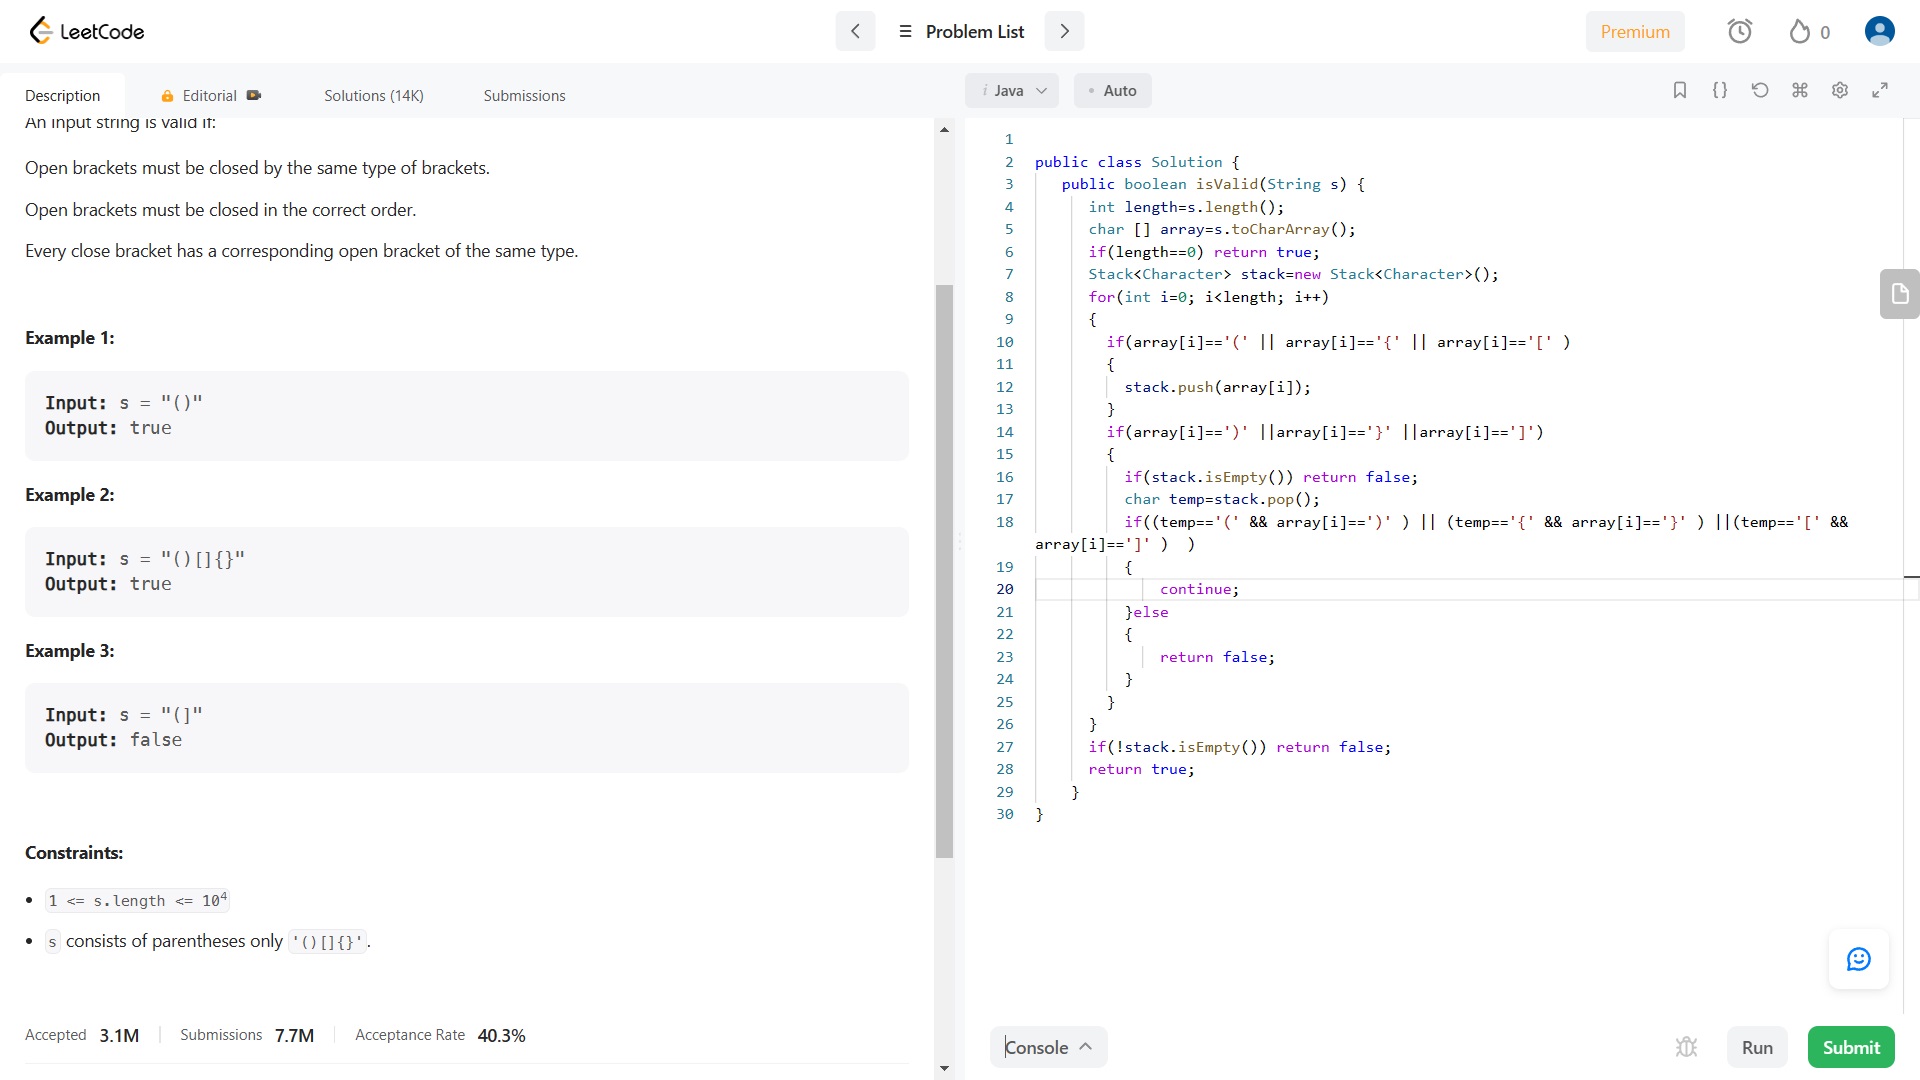 LeetCode
Problem List
Premium
0
Description
Editorial
Solutions (14K)
Submissions
An input string is valid if:
Open brackets must be closed by the same type of brackets.
Open brackets must be closed in the correct order.
Every close bracket has a corresponding open bracket of the same type.
Example 1:
Input: s = "()"
Output: true
Example 2:
Input: s = "()[]{}"
Output: true
Example 3:
Input: s = "(]"
Output: false
Constraints:
• 1 <= s.length <= 10⁴
• s consists of parentheses only '()[]{}'.
Accepted 3.1M
Submissions 7.7M
Acceptance Rate 40.3%
i Java
• Auto
{}
⌘
1
2 public class Solution {
3    public boolean isValid(String s) {
4       int length=s.length();
5       char [] array=s.toCharArray();
6       if(length==0) return true;
7       Stack<Character> stack=new Stack<Character>();
8       for(int i=0; i<length; i++)
9       {
10         if(array[i]=='(' || array[i]=='{' || array[i]=='[' )
11         {
12           stack.push(array[i]);
13         }
14         if(array[i]==')' ||array[i]=='}' ||array[i]==']')
15         {
16           if(stack.isEmpty()) return false;
17           char temp=stack.pop();
18           if((temp=='(' && array[i]==')' ) || (temp=='{' && array[i]=='}' ) ||(temp=='[' &&
array[i]==']' )  )
19           {
20               continue;
21           }else
22           {
23               return false;
24           }
25         }
26       }
27       if(!stack.isEmpty()) return false;
28       return true;
29     }
30 }
Console
Run
Submit